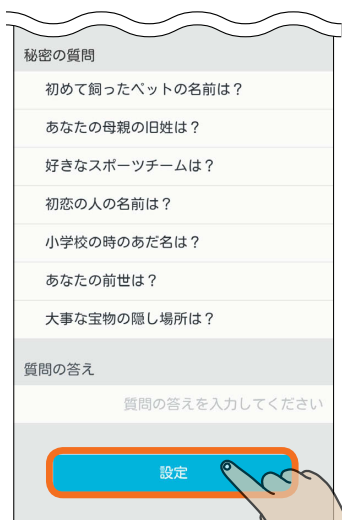 秘密の質問
初めて飼ったペットの名前は？
あなたの母親の旧姓は？
好きなスポーツチームは？
初恋の人の名前は？
小学校の時のあだ名は？
あなたの前世は？
大事な宝物の隠し場所は？
質問の答え
質問の答えを入力してください
設定